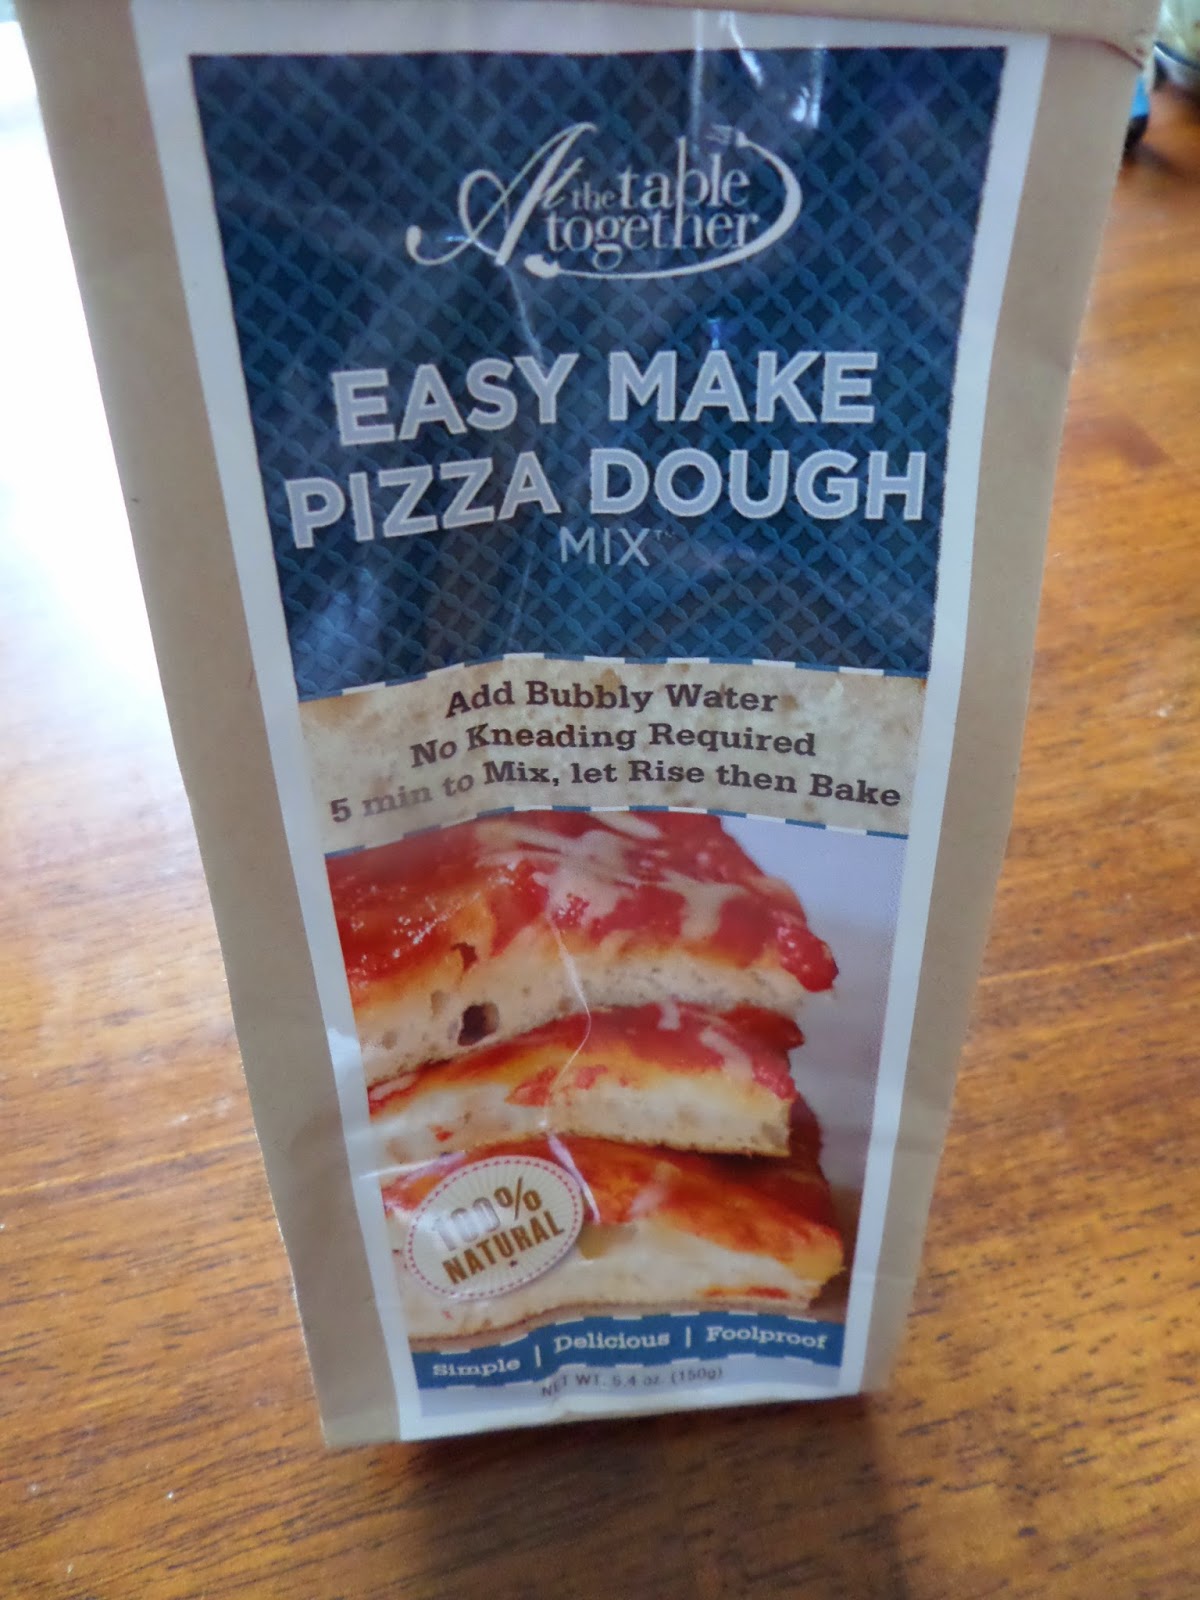 At the table
together
EASY MAKE
PIZZA DOUGH
MIX™
Add Bubbly Water
No Kneading Required
5 min to Mix, let Rise then Bake
100%
NATURAL
Simple | Delicious | Foolproof
NET WT. 5.4 oz. (150g)